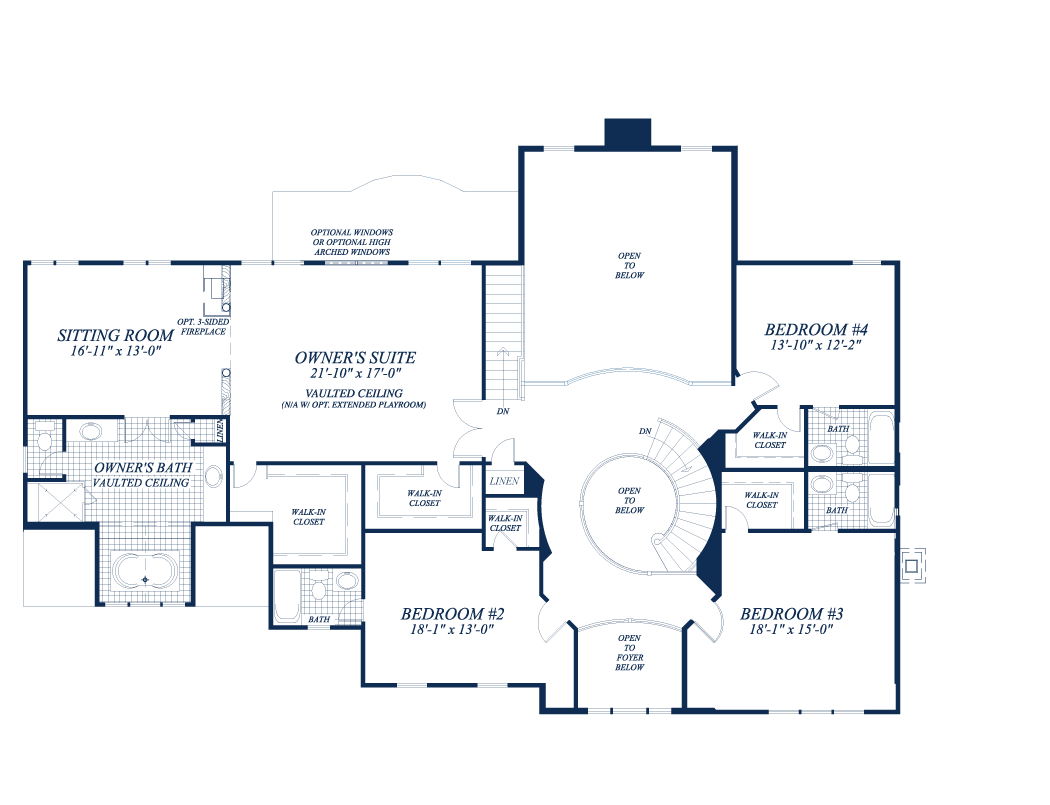 OPTIONAL WINDOWS
OR OPTIONAL HIGH
ARCHED WINDOWS
OPEN
TO
BELOW
OPT. 3-SIDED
FIREPLACE
SITTING ROOM
16'-11" x 13'-0"
OWNER'S SUITE
21'-10" x 17'-0"
VAULTED CEILING
(N/A W/ OPT. EXTENDED PLAYROOM)
BEDROOM #4
13'-10" x 12'-2"
DN
DN
LINEN
BATH
WALK-IN
CLOSET
OWNER'S BATH
VAULTED CEILING
LINEN
WALK-IN
CLOSET
WALK-IN
CLOSET
WALK-IN
CLOSET
OPEN
TO
BELOW
WALK-IN
CLOSET
BATH
BATH
BEDROOM #2
18'-1" x 13'-0"
BEDROOM #3
18'-1" x 15'-0"
OPEN
TO
FOYER
BELOW